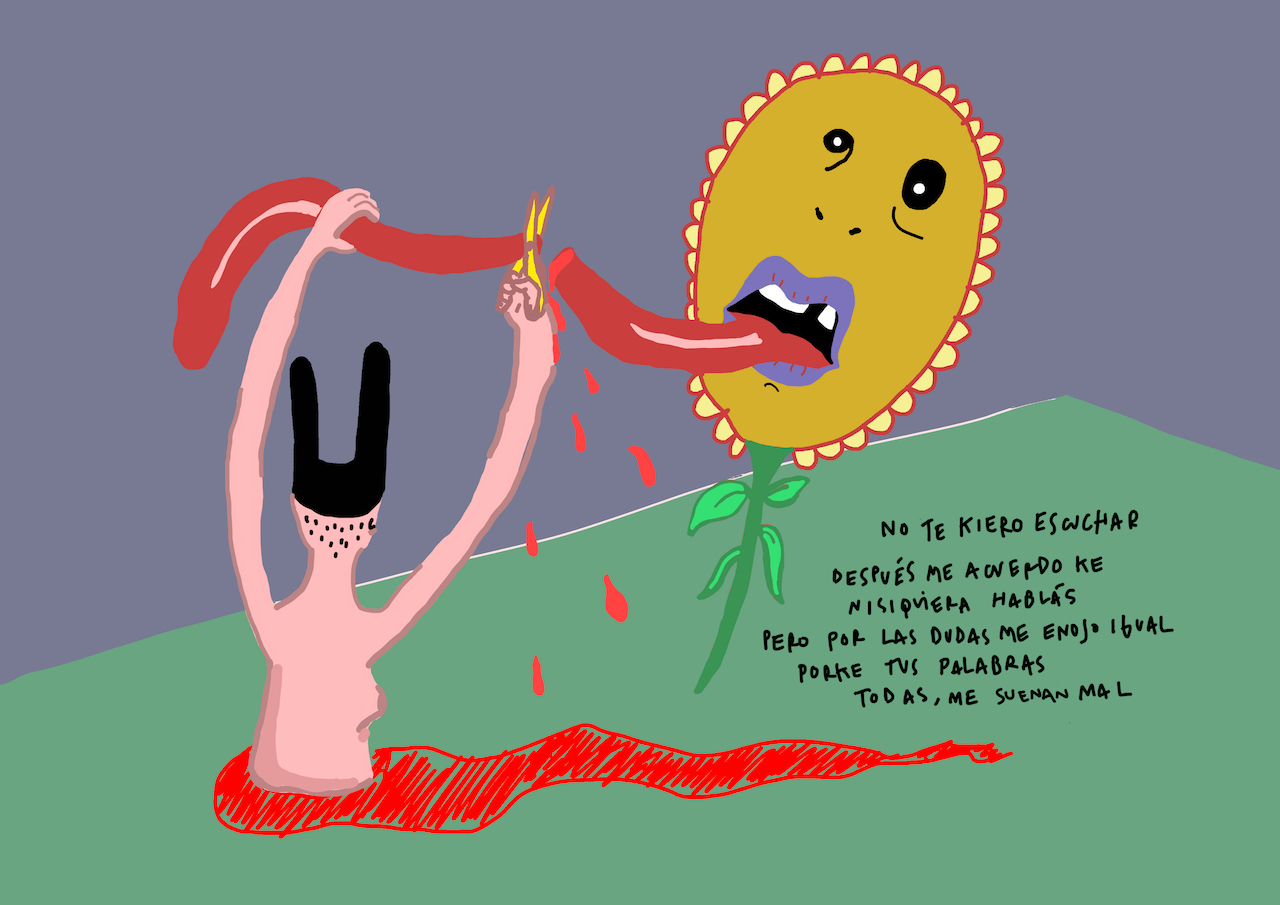 NO TE KIERO ESCUCHAR
DESPUÉS ME ACUERDO KE
NISIQUIERA HABLÁS
PERO POR LAS DUDAS ME ENOJO IGUAL
PORKE TUS PALABRAS
TODAS, ME SUENAN MAL